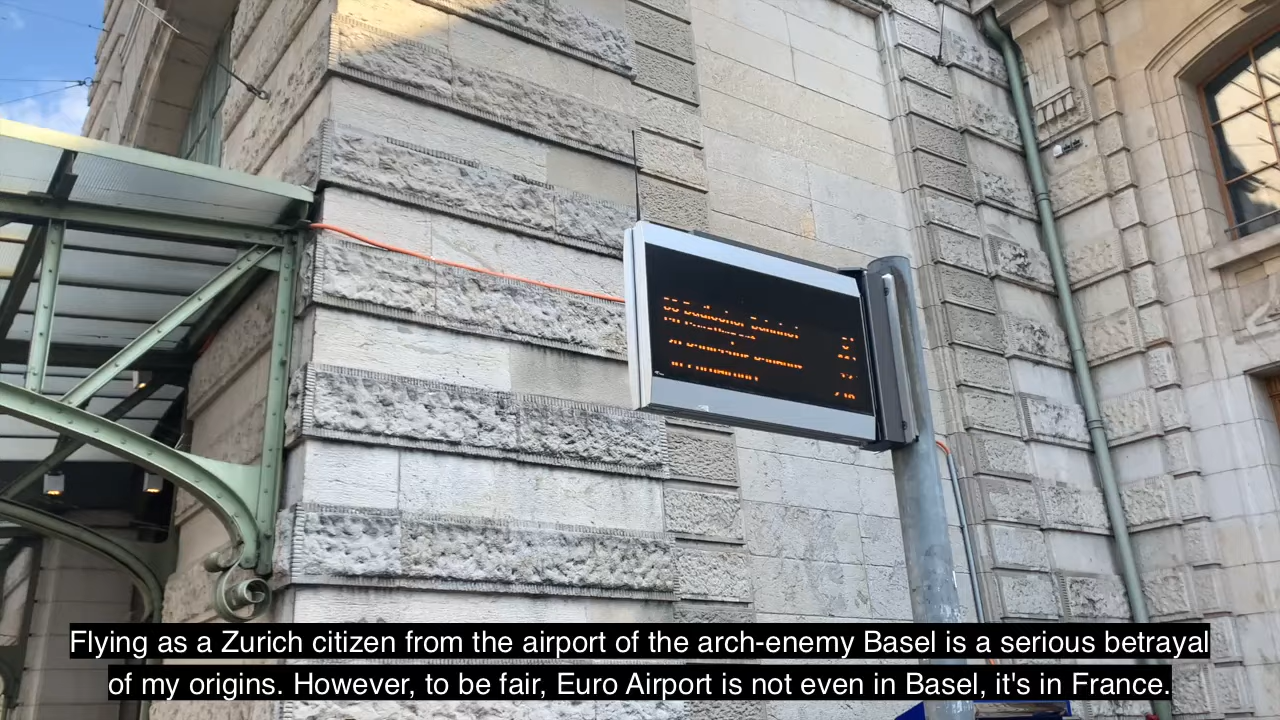 Flying as a Zurich citizen from the airport of the arch-enemy Basel is a serious betrayal
of my origins. However, to be fair, Euro Airport is not even in Basel, it's in France.